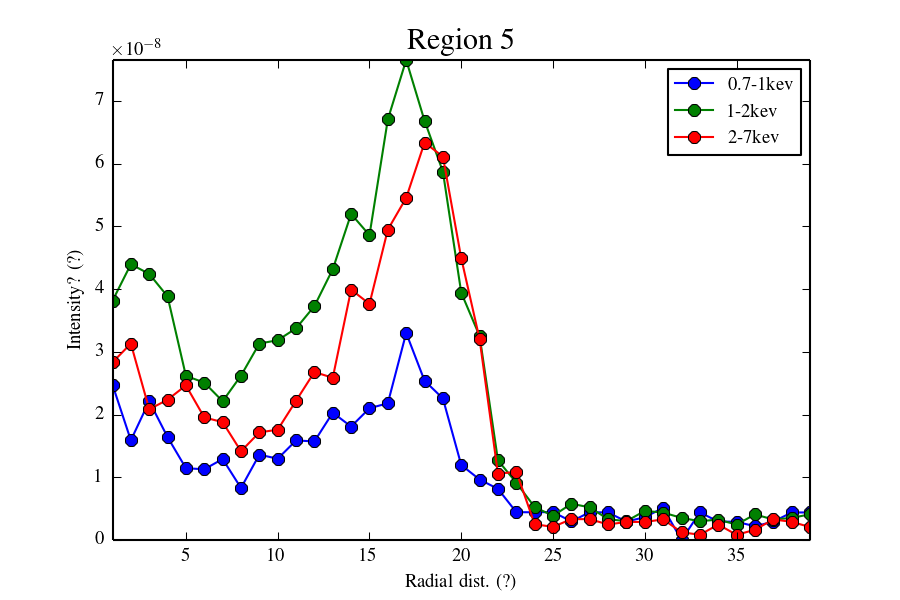 Region 5
×10⁻⁸
0.7-1kev
1-2kev
2-7kev
7
6
5
4
3
2
1
0
Intensity? (?)
5 10 15 20 25 30 35
Radial dist. (?)